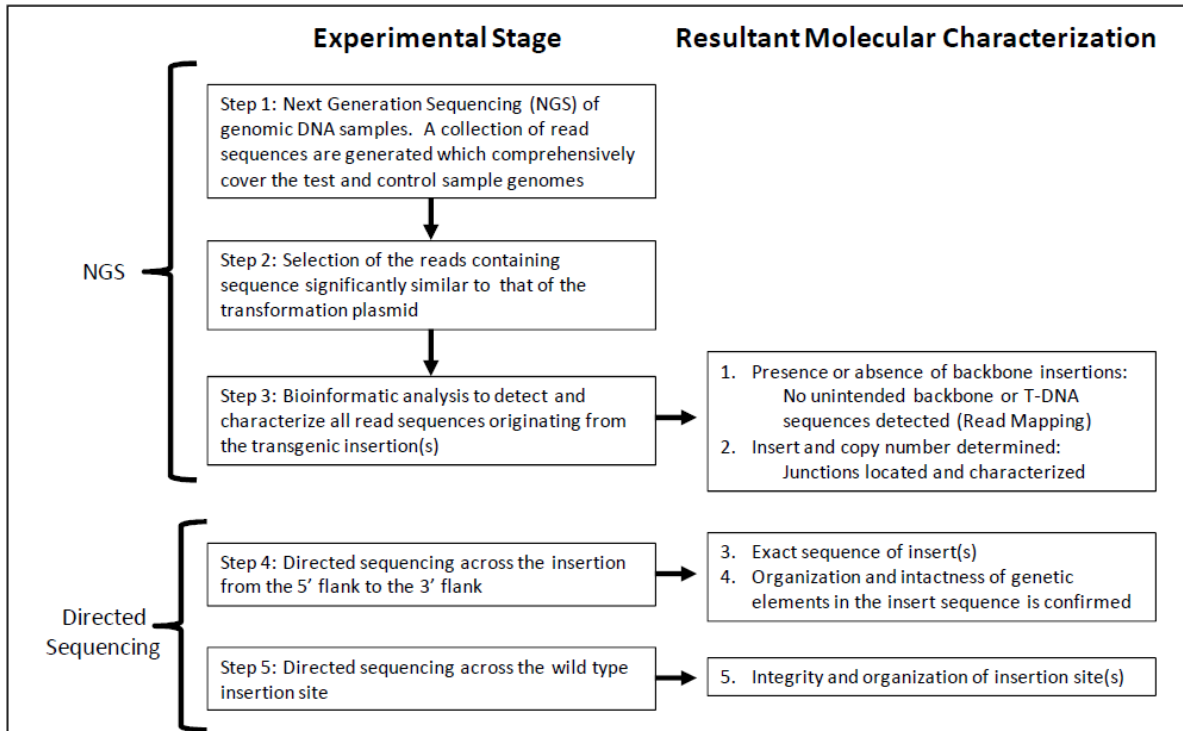 Experimental Stage
Resultant Molecular Characterization
NGS
Step 1: Next Generation Sequencing (NGS) of
genomic DNA samples.  A collection of read
sequences are generated which comprehensively
cover the test and control sample genomes
Step 2: Selection of the reads containing
sequence significantly similar to  that of the
transformation plasmid
Step 3: Bioinformatic analysis to detect and
characterize all read sequences originating from
the transgenic insertion(s)
1. Presence or absence of backbone insertions:
No unintended backbone or T-DNA
sequences detected (Read Mapping)
2. Insert and copy number determined:
Junctions located and characterized
Directed
Sequencing
Step 4: Directed sequencing across the insertion
from the 5’ flank to the 3’ flank
3. Exact sequence of insert(s)
4. Organization and intactness of genetic
elements in the insert sequence is confirmed
Step 5: Directed sequencing across the wild type
insertion site
5. Integrity and organization of insertion site(s)